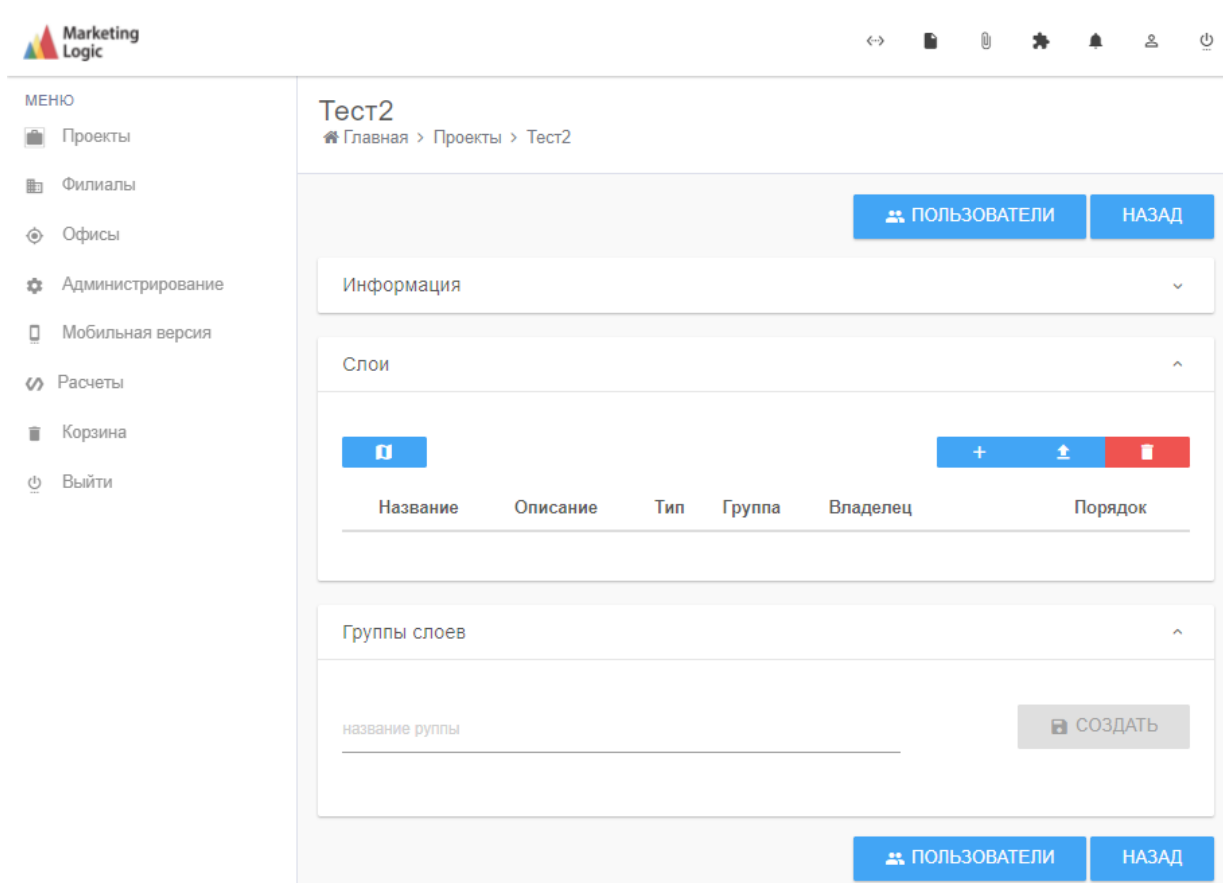 Marketing
Logic
МЕНЮ
Проекты
Филиалы
Офисы
Администрирование
Мобильная версия
Расчеты
Корзина
Выйти
Тест2
Главная > Проекты > Тест2
ПОЛЬЗОВАТЕЛИ НАЗАД
Информация
Слои
Название Описание Тип Группа Владелец Порядок
Группы слоев
название руппы
СОЗДАТЬ
ПОЛЬЗОВАТЕЛИ НАЗАД